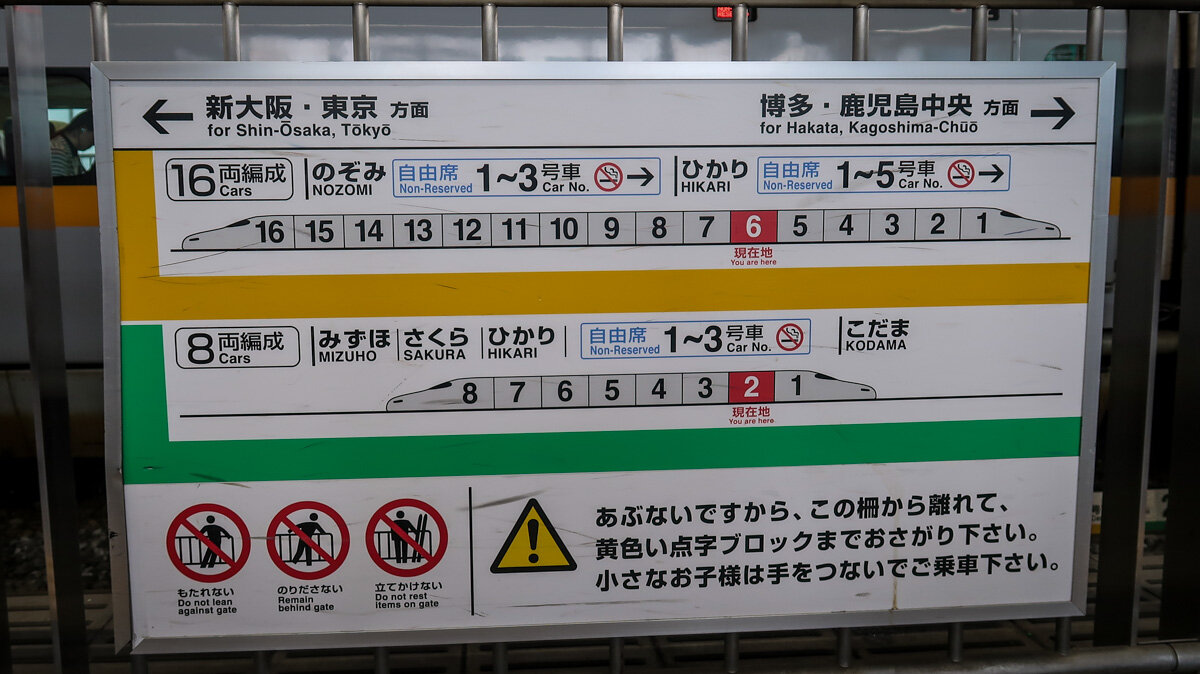 ← 新大阪・東京 方面
for Shin-Ōsaka, Tōkyō
博多・鹿児島中央 方面 →
for Hakata, Kagoshima-Chūō
16両編成
Cars
のぞみ
NOZOMI
自由席
Non-Reserved
1~3号車
Car No.
→
ひかり
HIKARI
自由席
Non-Reserved
1~5号車
Car No.
→
16 15 14 13 12 11 10 9 8 7 6 5 4 3 2 1
現在地
You are here
8両編成
Cars
みずほ
MIZUHO
さくら
SAKURA
ひかり
HIKARI
自由席
Non-Reserved
1~3号車
Car No.
こだま
KODAMA
8 7 6 5 4 3 2 1
現在地
You are here
もたれない
Do not lean
against gate
のりださない
Remain
behind gate
立てかけない
Do not rest
items on gate
あぶないですから、この柵から離れて、
黄色い点字ブロックまでおさがり下さい。
小さなお子様は手をつないでご乗車下さい。